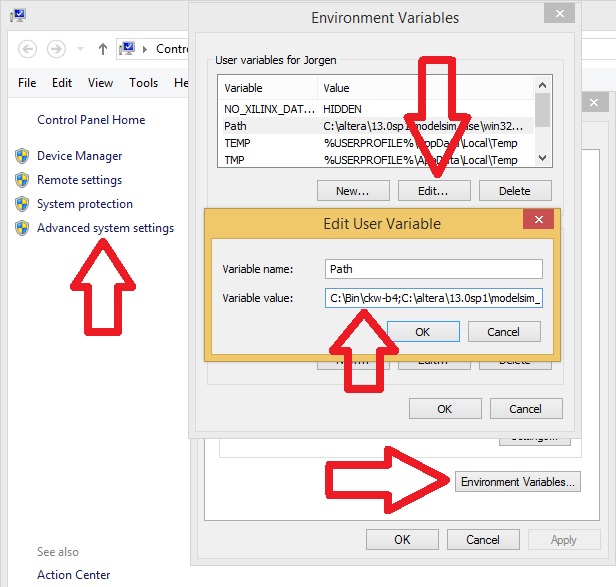 Environment Variables
Contro
File Edit View Tools He
Control Panel Home
Device Manager
Remote settings
System protection
Advanced system settings
See also
Action Center
User variables for Jorgen
Variable Value
NO_XILINX_DAT... HIDDEN
Path C:\altera\13.0sp1\modelsim_ase\win32...
TEMP %USERPROFILE%\AppData\Local\Temp
TMP %USERPROFILE%\AppData\Local\Temp
New... Edit... Delete
Edit User Variable
Variable name: Path
Variable value: C:\Bin\ckw-b4;C:\altera\13.0sp1\modelsim_
OK Cancel
OK Cancel
Environment Variables...
OK Cancel Apply